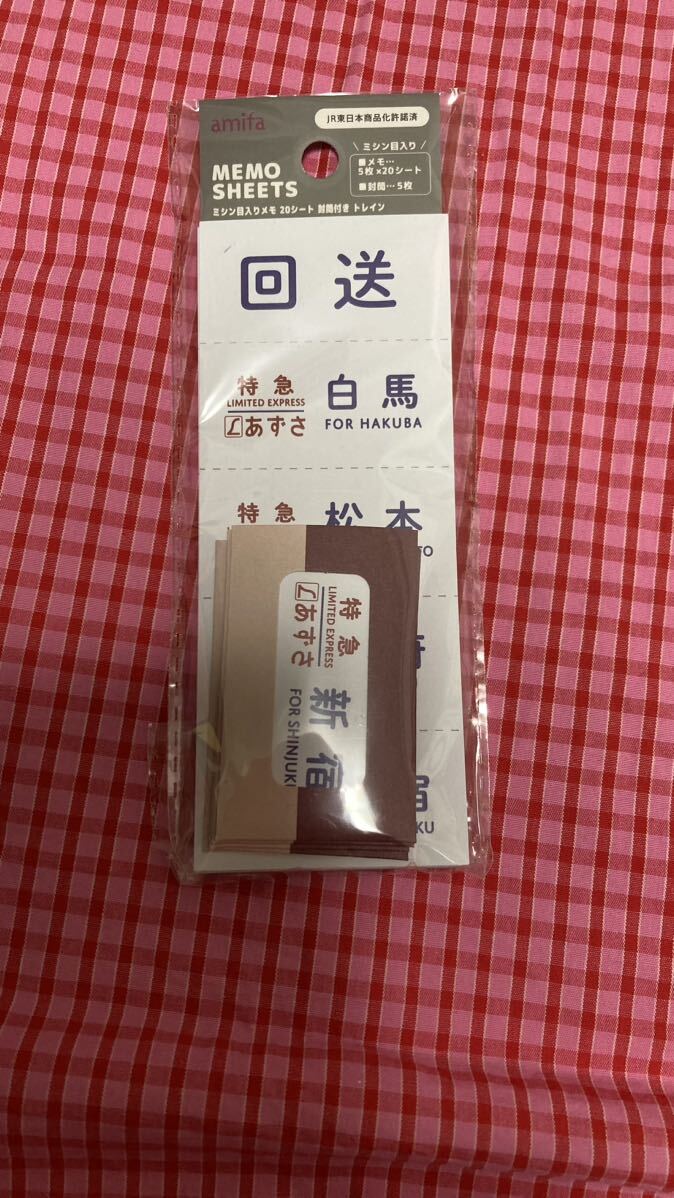 amifa
JR東日本商品化許諾済
MEMO
SHEETS
\ ミシン目入り /
■メモ…
5枚×20シート
■封筒…5枚
ミシン目入りメモ 20シート 封筒付き トレイン
回送
特急
LIMITED EXPRESS
あずさ
白馬
FOR HAKUBA
特急
松本
TO
特急
LIMITED EXPRESS
あずさ
新宿
FOR SHINJUKU
KU